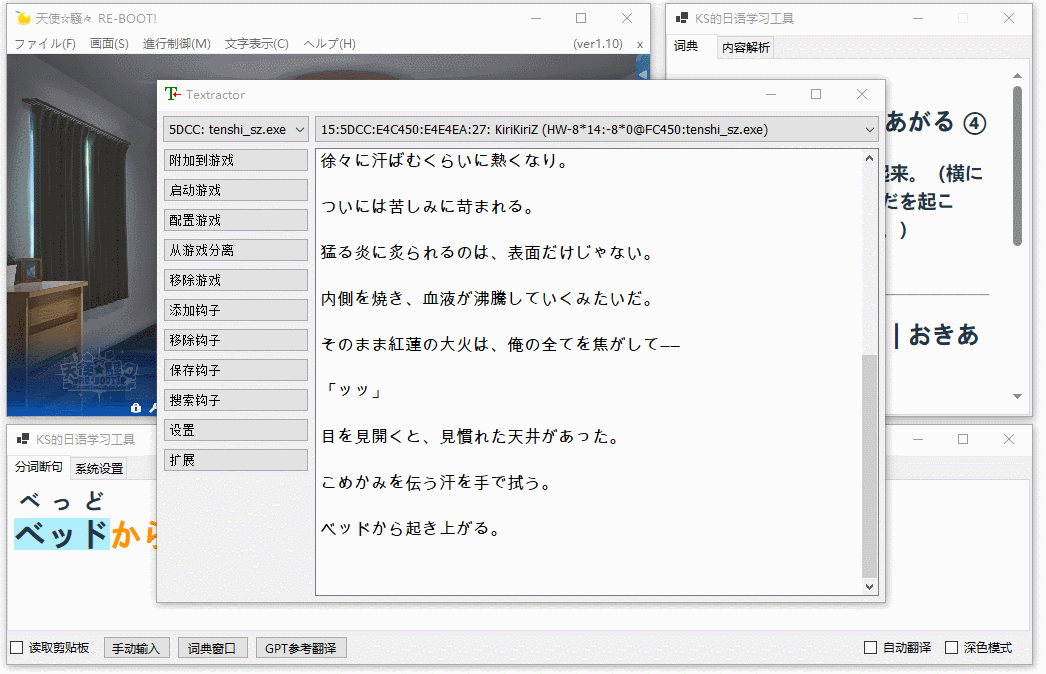 天使☆騒々 RE-BOOT!
ファイル(F) 画面(S) 進行制御(M) 文字表示(C) ヘルプ(H) (ver1.10) x
KS的日语学习工具
词典 内容解析
あがる ④
起来。（横に
だを起こ
。）
| おきあ
Textractor
5DCC: tenshi_sz.exe
15:5DCC:E4C450:E4E4EA:27: KiriKiriZ (HW-8*14:-8*0@FC450:tenshi_sz.exe)
附加到游戏
启动游戏
配置游戏
从游戏分离
移除游戏
添加钩子
移除钩子
保存钩子
搜索钩子
设置
扩展
徐々に汗ばむくらいに熱くなり。
ついには苦しみに苛まれる。
猛る炎に炙られるのは、表面だけじゃない。
内側を焼き、血液が沸騰していくみたいだ。
そのまま紅蓮の大火は、俺の全てを焦がして――
「ッッ」
目を見開くと、見慣れた天井があった。
こめかみを伝う汗を手で拭う。
ベッドから起き上がる。
KS的日语学习工具
分词断句 系统设置
べっど
ベッドから
读取剪贴板 手动输入 词典窗口 GPT参考翻译 自动翻译 深色模式